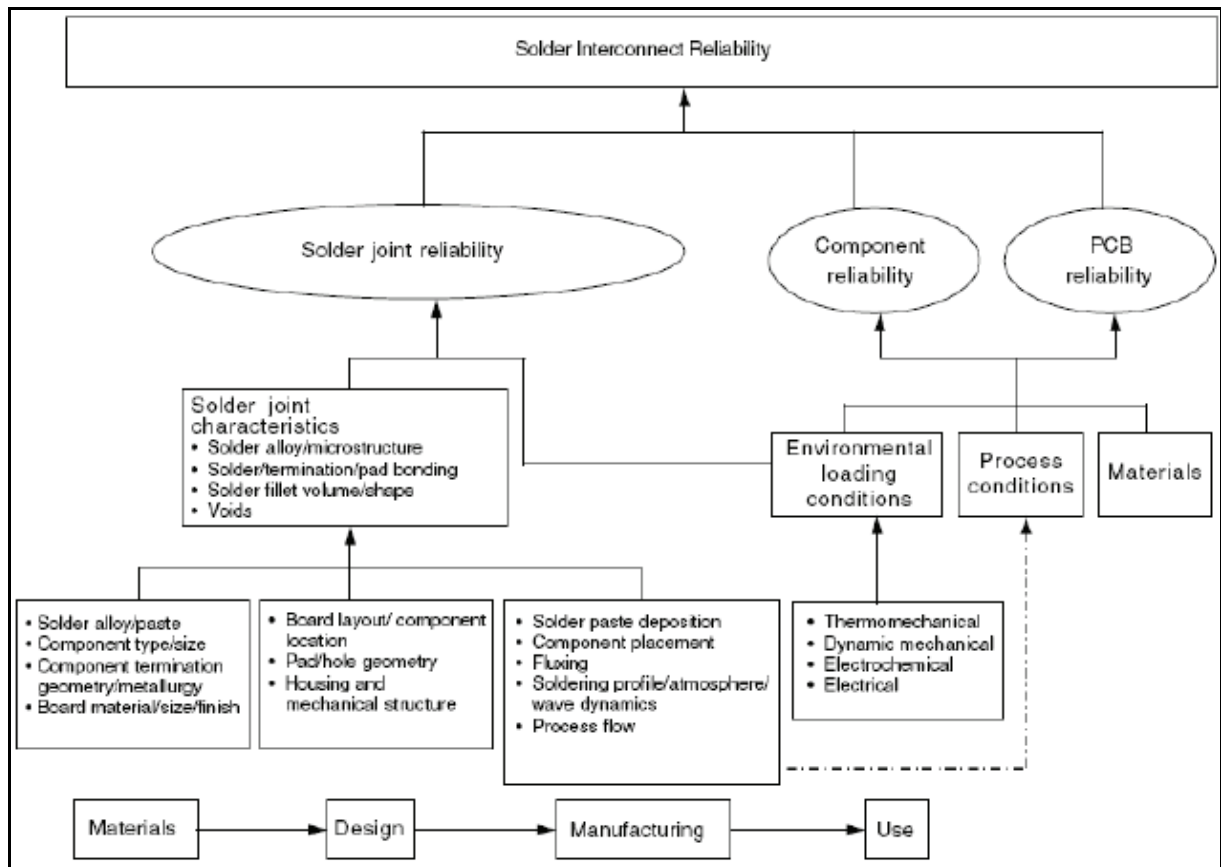 Solder Interconnect Reliability
Solder joint reliability
Component
reliability
PCB
reliability
Solder joint
characteristics
• Solder alloy/microstructure
• Solder/termination/pad bonding
• Solder fillet volume/shape
• Voids
Environmental
loading
conditions
Process
conditions
Materials
• Solder alloy/paste
• Component type/size
• Component termination
geometry/metallurgy
• Board material/size/finish
• Board layout/ component
location
• Pad/hole geometry
• Housing and
mechanical structure
• Solder paste deposition
• Component placement
• Fluxing
• Soldering profile/atmosphere/
wave dynamics
• Process flow
• Thermomechanical
• Dynamic mechanical
• Electrochemical
• Electrical
Materials
Design
Manufacturing
Use